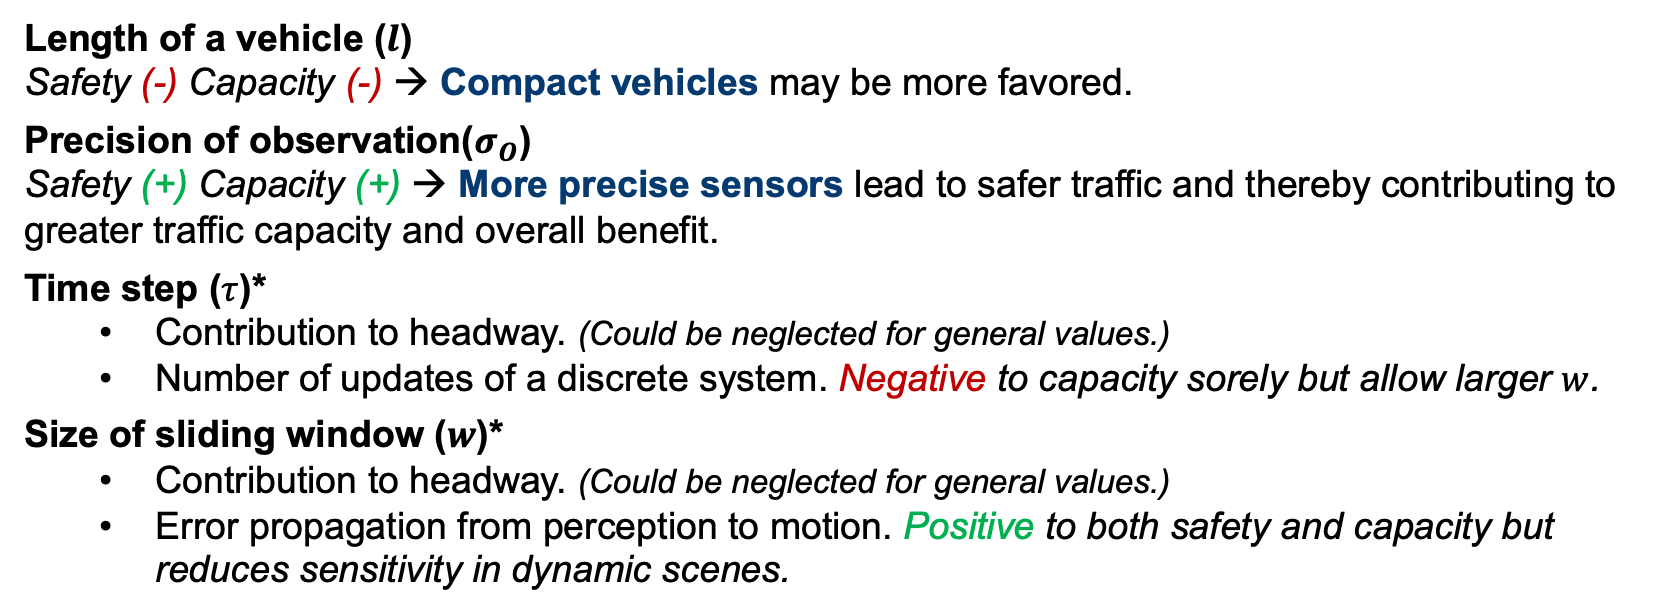 Length of a vehicle (l)
Safety (-) Capacity (-) → Compact vehicles may be more favored.
Precision of observation(σO)
Safety (+) Capacity (+) → More precise sensors lead to safer traffic and thereby contributing to
greater traffic capacity and overall benefit.
Time step (τ)*
• Contribution to headway. (Could be neglected for general values.)
• Number of updates of a discrete system. Negative to capacity sorely but allow larger w.
Size of sliding window (w)*
• Contribution to headway. (Could be neglected for general values.)
• Error propagation from perception to motion. Positive to both safety and capacity but
reduces sensitivity in dynamic scenes.